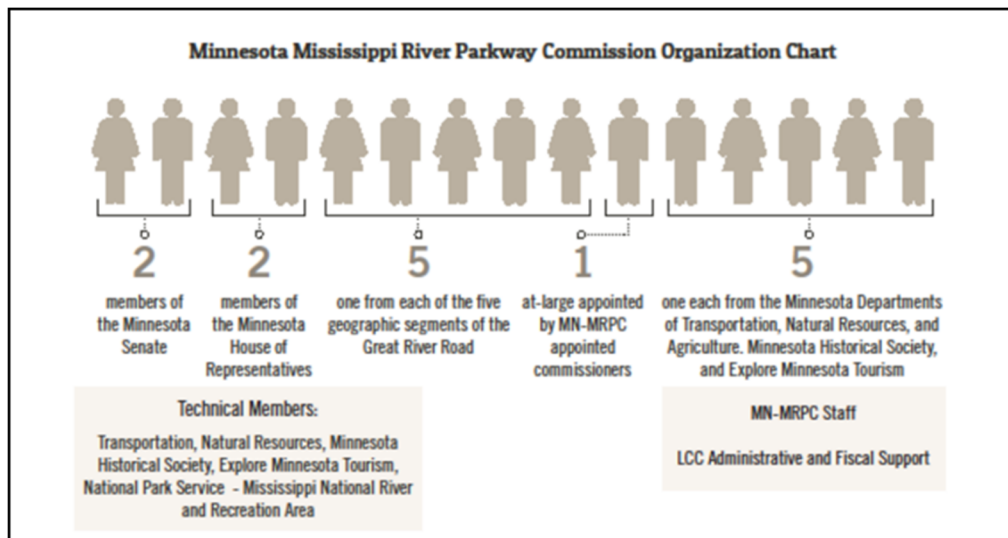 Minnesota Mississippi River Parkway Commission Organization Chart
2
members of
the Minnesota
Senate
2
members of
the Minnesota
House of
Representatives
5
one from each of the five
geographic segments of the
Great River Road
1
at-large appointed
by MN-MRPC
appointed
commissioners
5
one each from the Minnesota Departments
of Transportation, Natural Resources, and
Agriculture. Minnesota Historical Society,
and Explore Minnesota Tourism
Technical Members:
Transportation, Natural Resources, Minnesota
Historical Society, Explore Minnesota Tourism,
National Park Service - Mississippi National River
and Recreation Area
MN-MRPC Staff
LCC Administrative and Fiscal Support